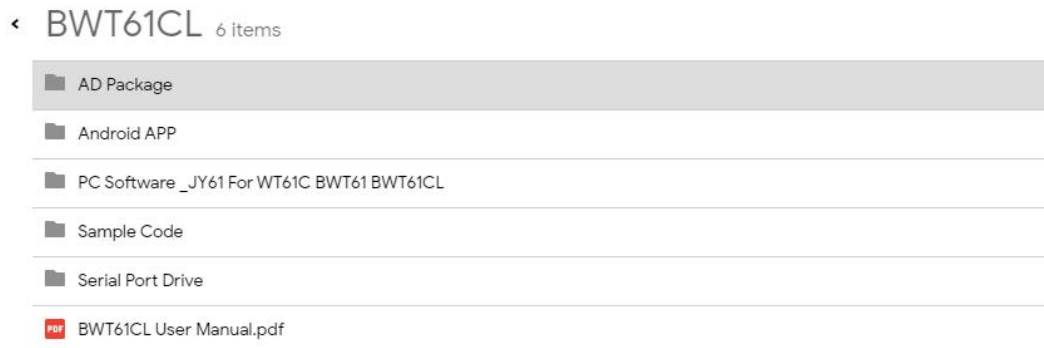 BWT61CL 6 items
AD Package
Android APP
PC Software _JY61 For WT61C BWT61 BWT61CL
Sample Code
Serial Port Drive
PDF BWT61CL User Manual.pdf